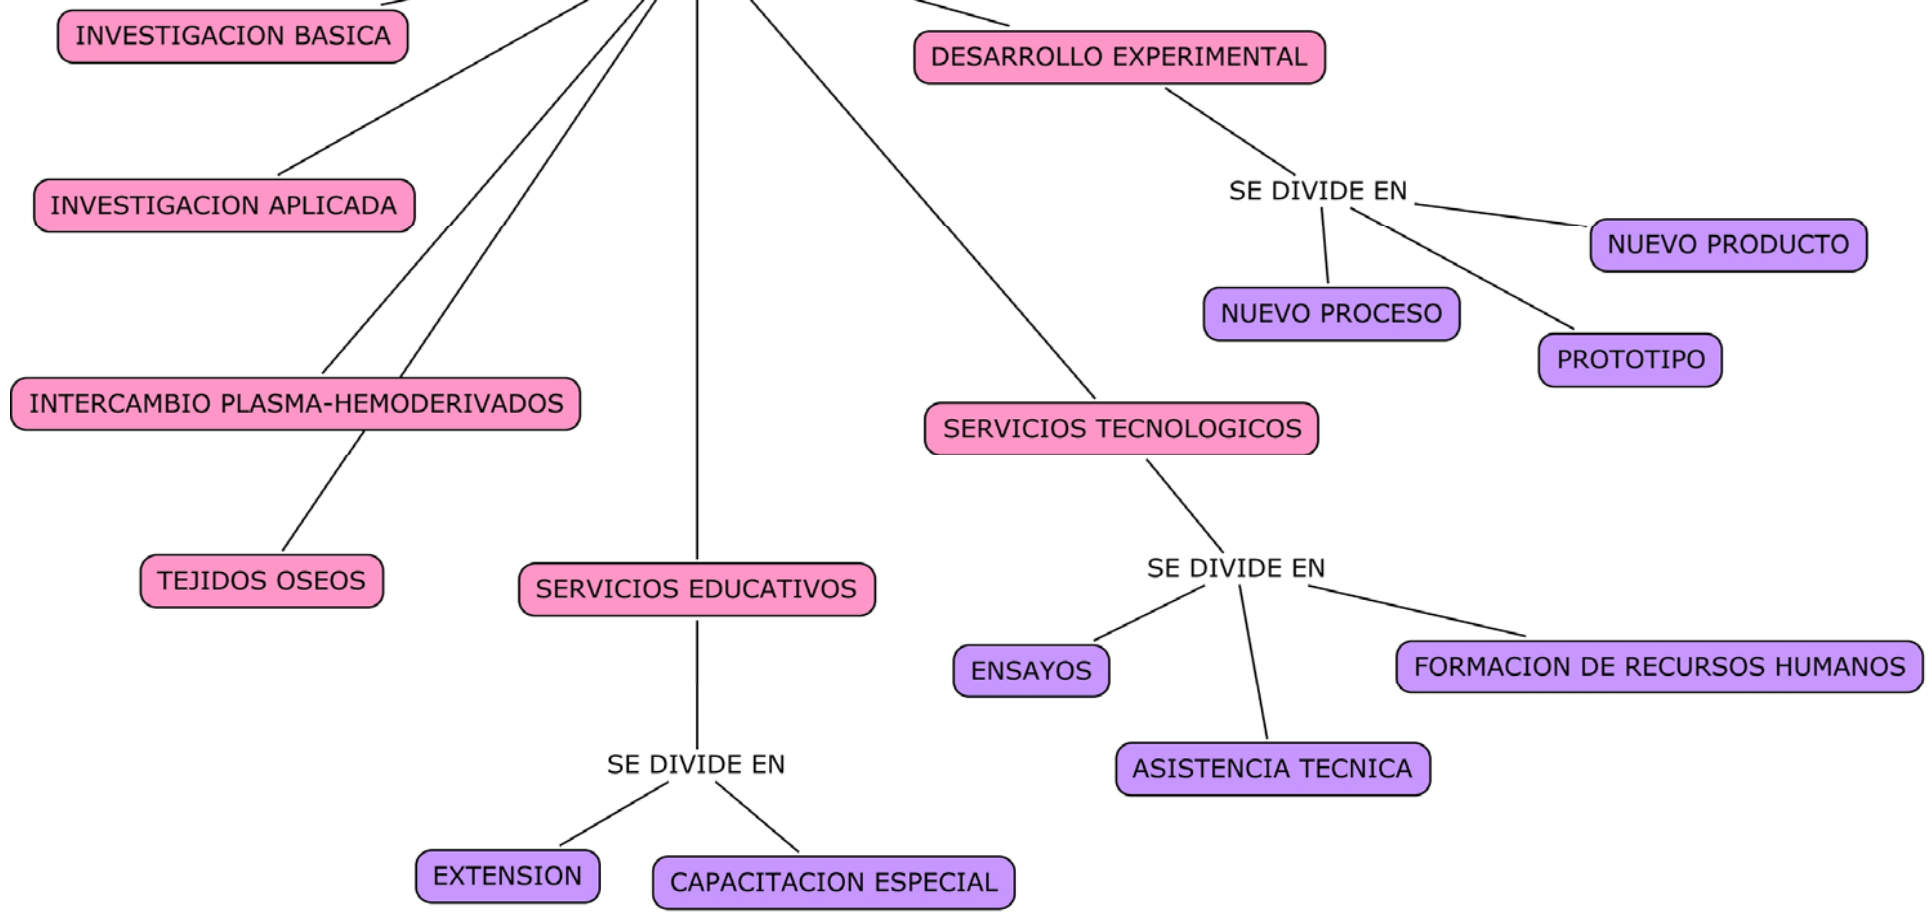 INVESTIGACION BASICA
DESARROLLO EXPERIMENTAL
INVESTIGACION APLICADA
SE DIVIDE EN
NUEVO PRODUCTO
NUEVO PROCESO
PROTOTIPO
INTERCAMBIO PLASMA-HEMODERIVADOS
SERVICIOS TECNOLOGICOS
TEJIDOS OSEOS
SERVICIOS EDUCATIVOS
SE DIVIDE EN
ENSAYOS
FORMACION DE RECURSOS HUMANOS
ASISTENCIA TECNICA
SE DIVIDE EN
EXTENSION
CAPACITACION ESPECIAL